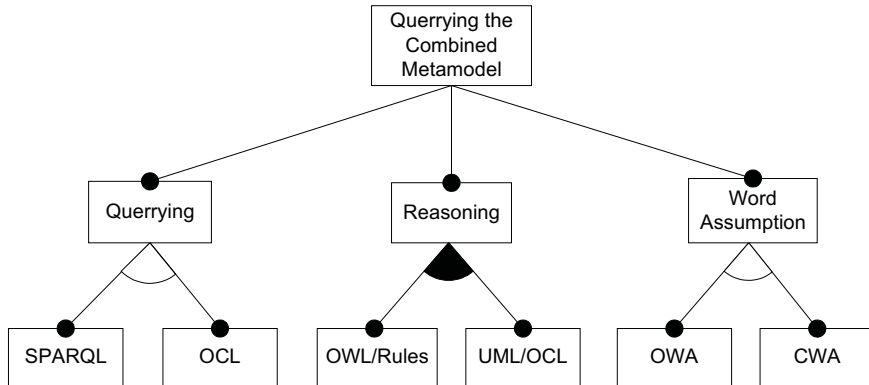 Querrying the
Combined
Metamodel
Querrying
Reasoning
Word
Assumption
SPARQL
OCL
OWL/Rules
UML/OCL
OWA
CWA